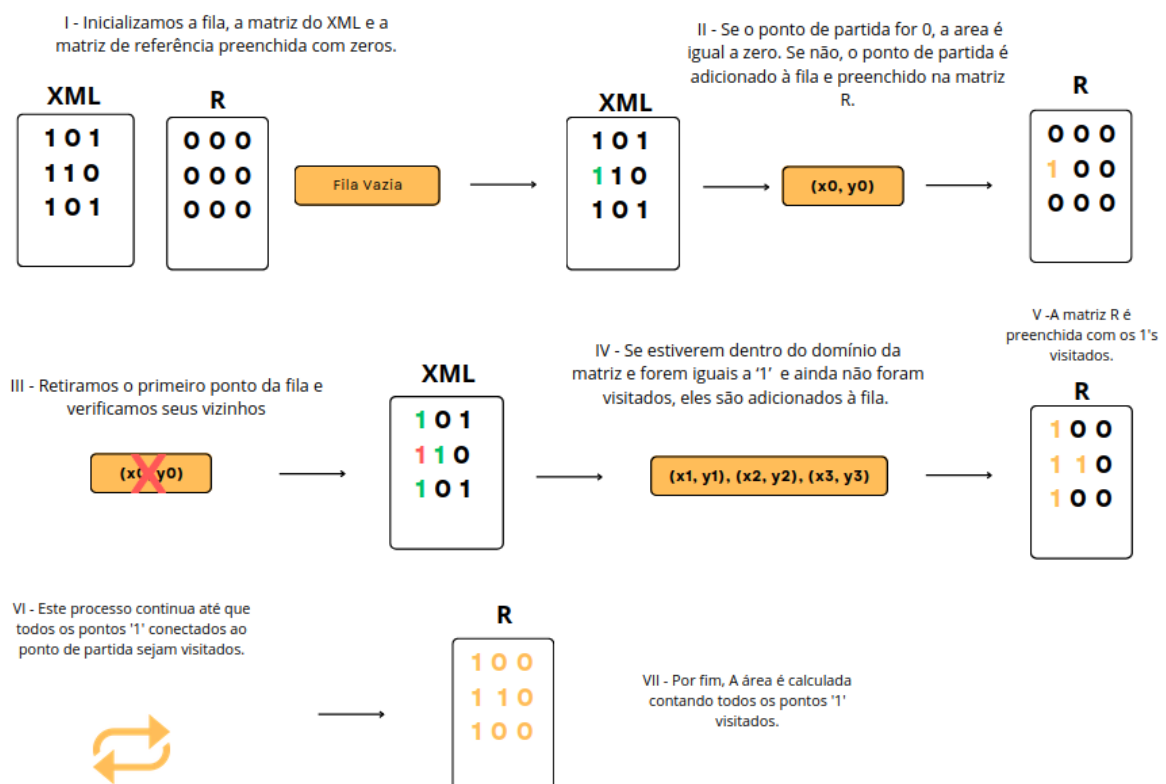 I - Inicializamos a fila, a matriz do XML e a
matriz de referência preenchida com zeros.
XML
1 0 1
1 1 0
1 0 1
R
0 0 0
0 0 0
0 0 0
Fila Vazia
XML
1 0 1
1 1 0
1 0 1
II - Se o ponto de partida for 0, a area é
igual a zero. Se não, o ponto de partida é
adicionado à fila e preenchido na matriz
R.
(x0, y0)
R
0 0 0
1 0 0
0 0 0
III - Retiramos o primeiro ponto da fila e
verificamos seus vizinhos
(x0, y0)
XML
1 0 1
1 1 0
1 0 1
IV - Se estiverem dentro do domínio da
matriz e forem iguais a ‘1’ e ainda não foram
visitados, eles são adicionados à fila.
(x1, y1), (x2, y2), (x3, y3)
V -A matriz R é
preenchida com os 1's
visitados.
R
1 0 0
1 1 0
1 0 0
VI - Este processo continua até que
todos os pontos '1' conectados ao
ponto de partida sejam visitados.
R
1 0 0
1 1 0
1 0 0
VII - Por fim, A área é calculada
contando todos os pontos '1'
visitados.